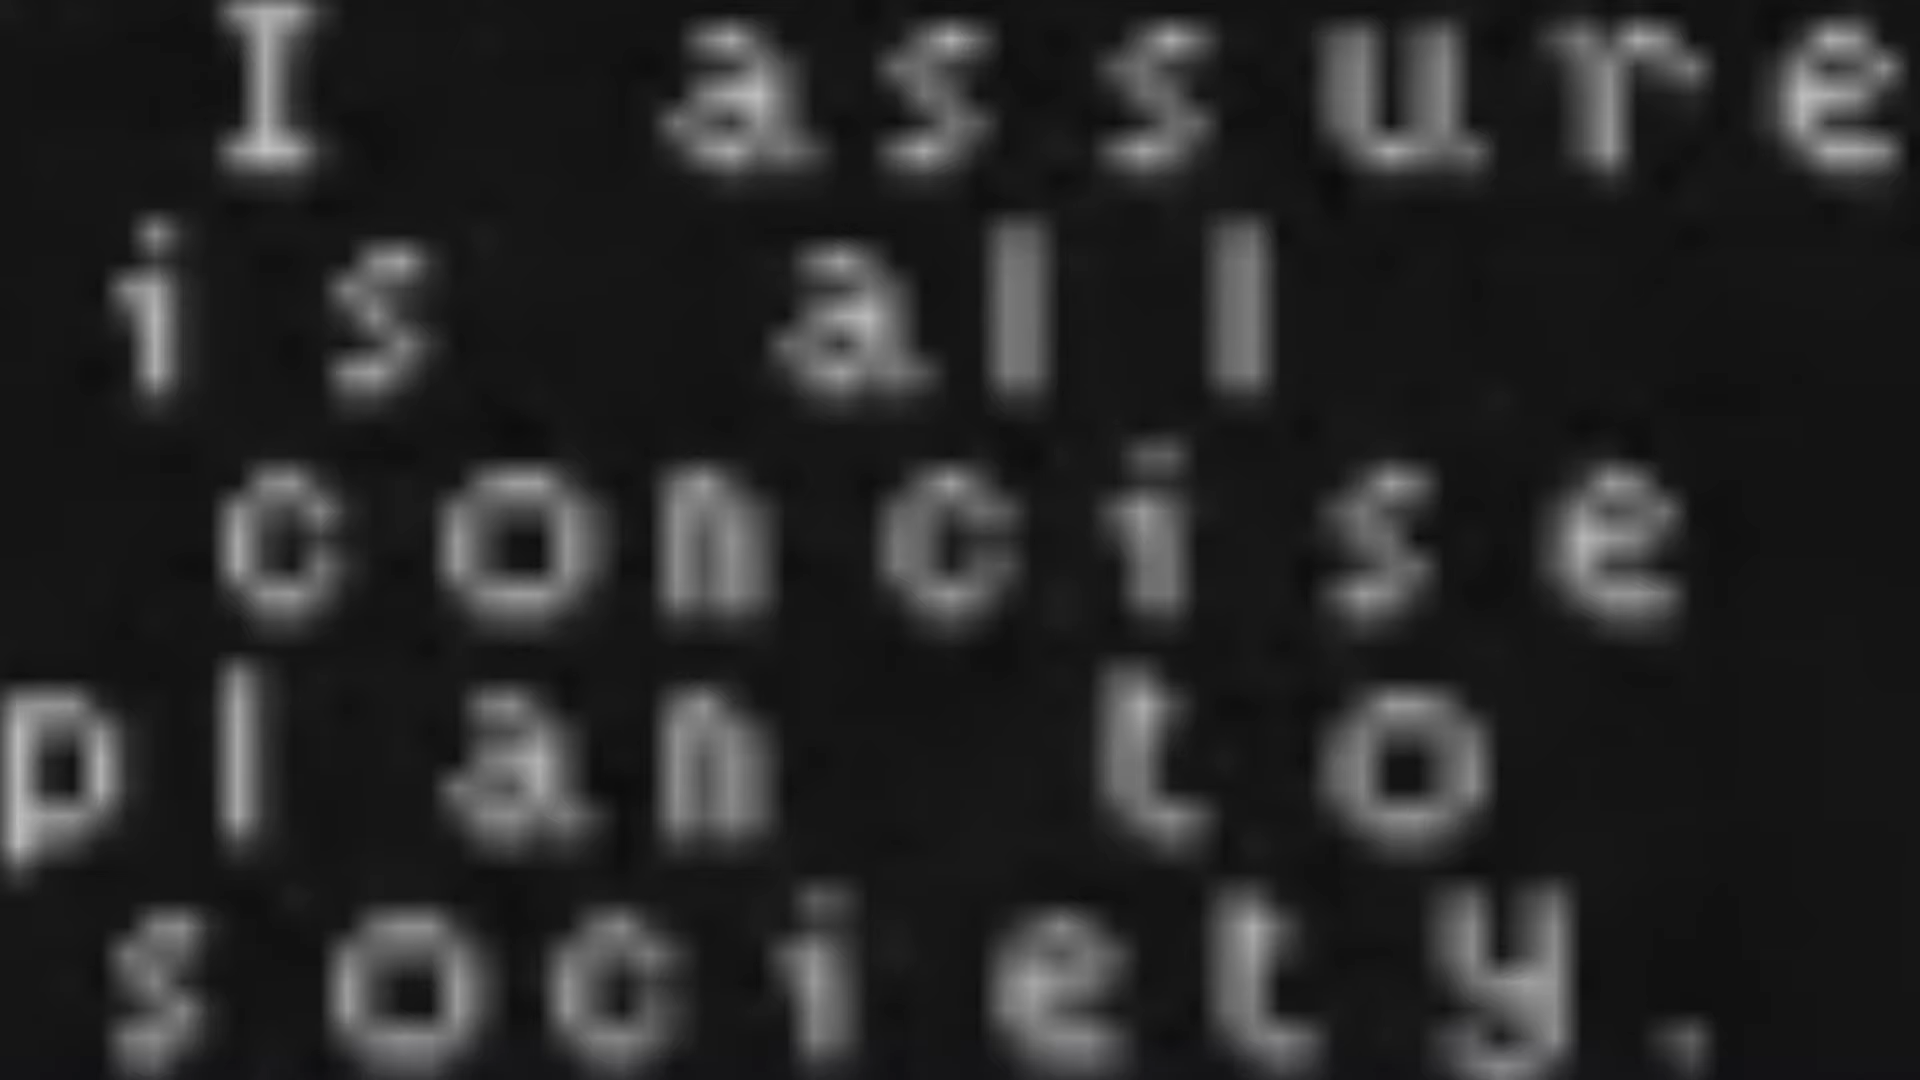 I assure
is all
concise
plan to
society.